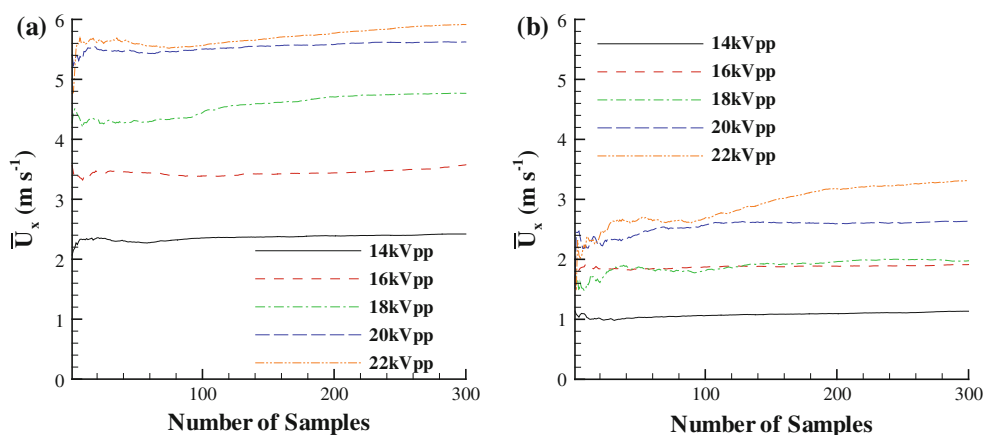 (a)
6
5
4
3
2
1
0
U̅x (m s-1)
14kVpp
16kVpp
18kVpp
20kVpp
22kVpp
100
200
300
Number of Samples
(b)
6
5
4
3
2
1
0
U̅x (m s-1)
14kVpp
16kVpp
18kVpp
20kVpp
22kVpp
100
200
300
Number of Samples